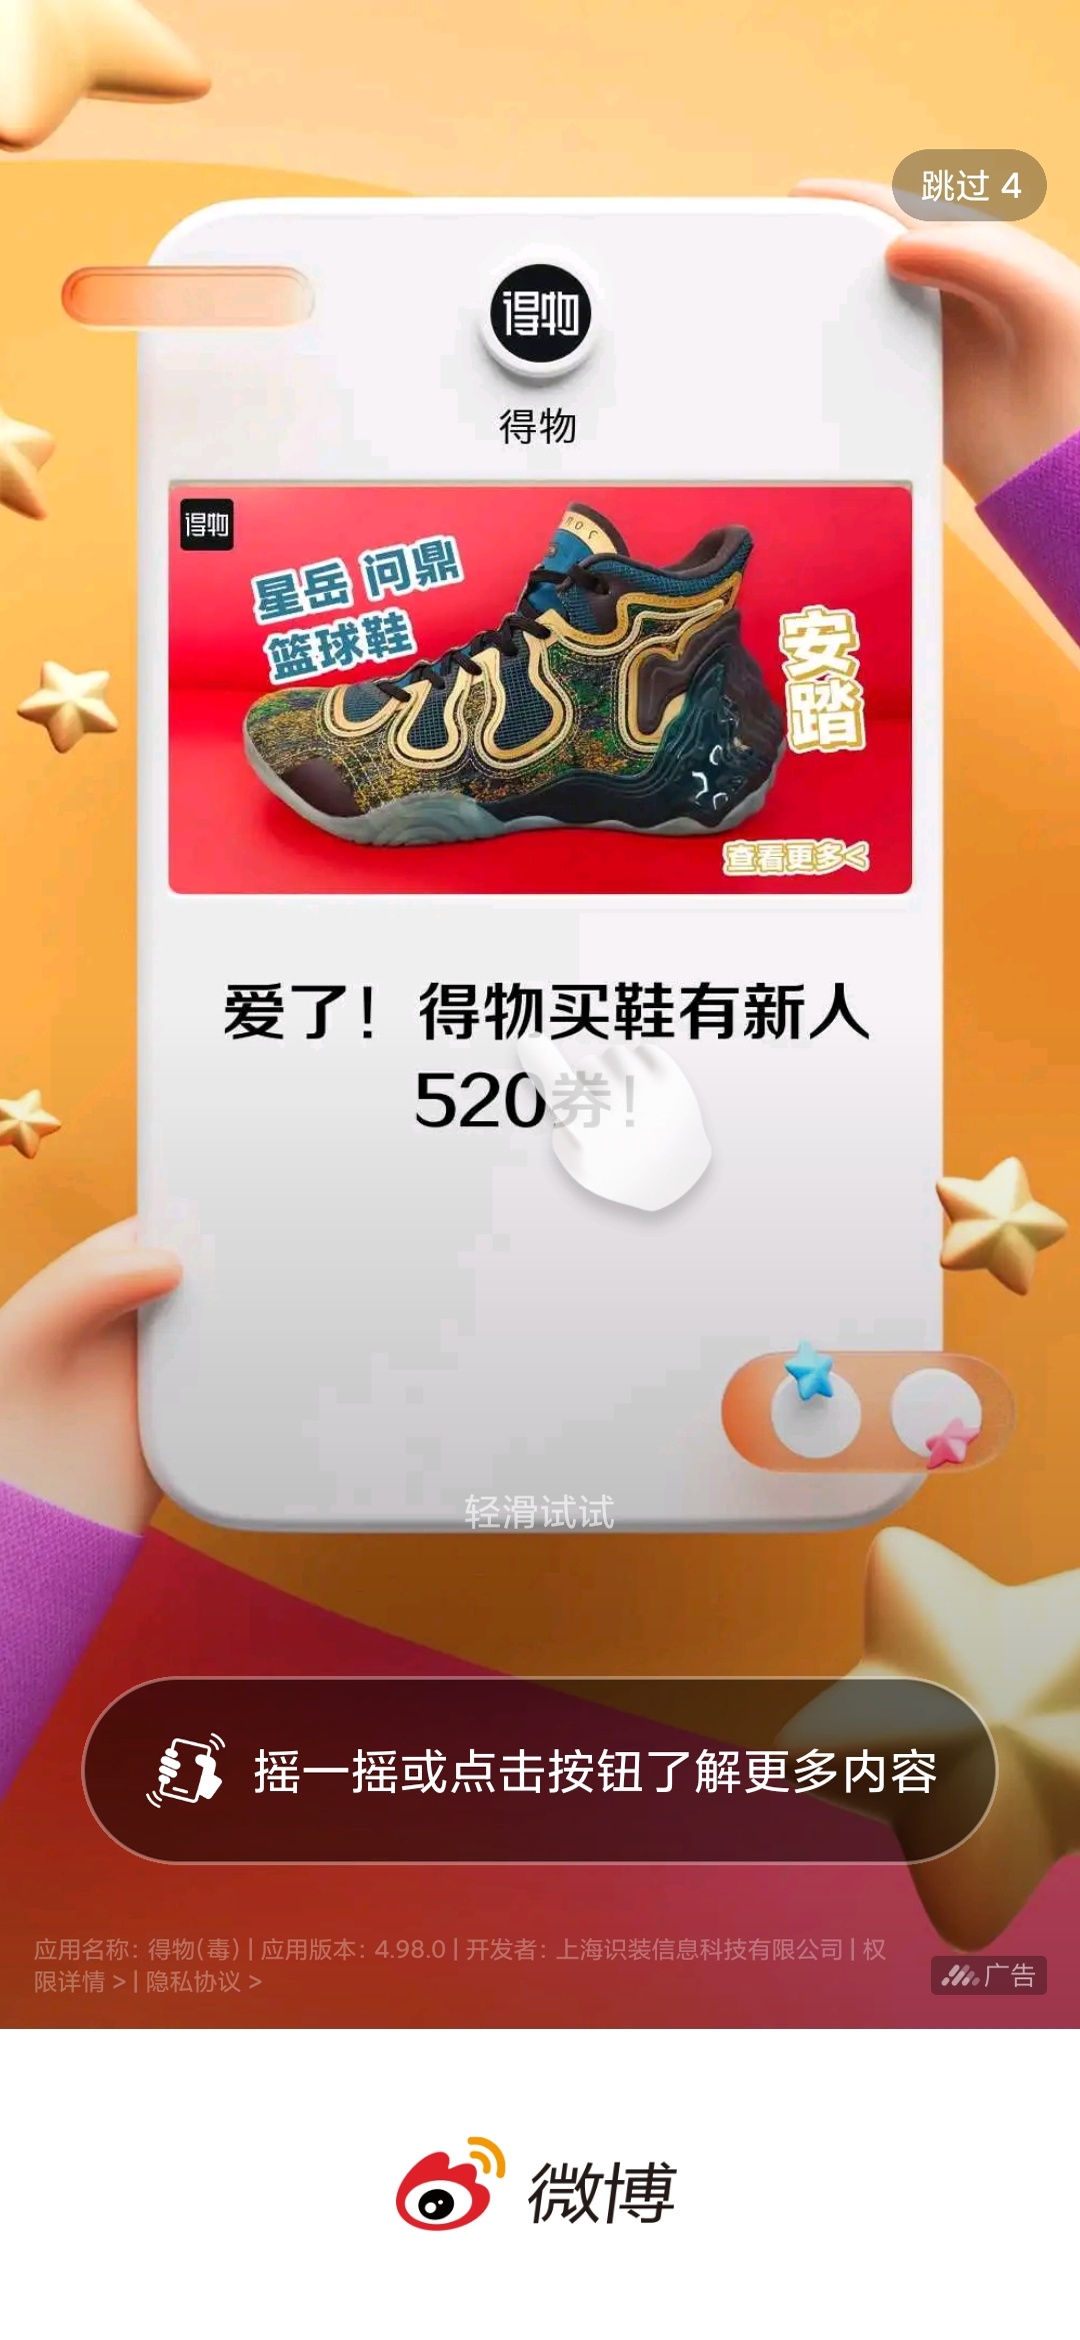 跳过 4
得物
得物
得物
星岳 问鼎
篮球鞋
安踏
查看更多<
爱了！得物买鞋有新人
520券！
轻滑试试
摇一摇或点击按钮了解更多内容
应用名称：得物(毒) | 应用版本：4.98.0 | 开发者：上海识装信息科技有限公司 | 权
限详情 > | 隐私协议 >
广告
微博